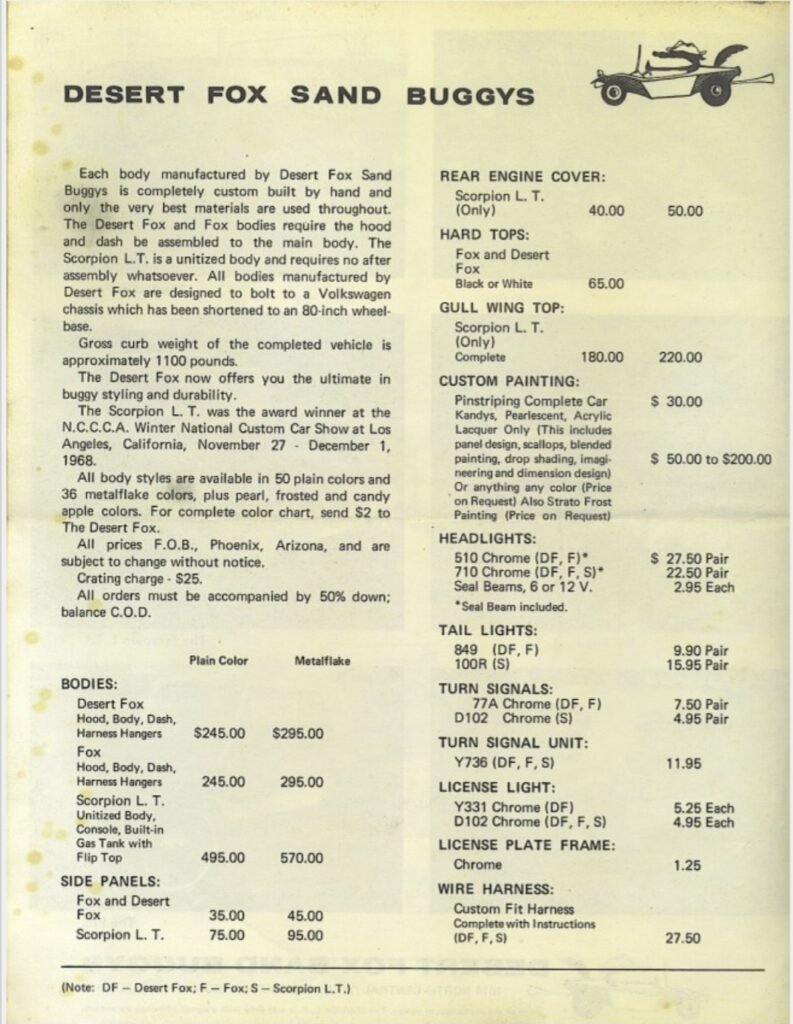 DESERT FOX SAND BUGGYS
Each body manufactured by Desert Fox Sand
Buggys is completely custom built by hand and
only the very best materials are used throughout.
The Desert Fox and Fox bodies require the hood
and dash be assembled to the main body. The
Scorpion L.T. is a unitized body and requires no after
assembly whatsoever. All bodies manufactured by
Desert Fox are designed to bolt to a Volkswagen
chassis which has been shortened to an 80-inch wheel-
base.
Gross curb weight of the completed vehicle is
approximately 1100 pounds.
The Desert Fox now offers you the ultimate in
buggy styling and durability.
The Scorpion L. T. was the award winner at the
N.C.C.C.A. Winter National Custom Car Show at Los
Angeles, California, November 27 - December 1,
1968.
All body styles are available in 50 plain colors and
36 metalflake colors, plus pearl, frosted and candy
apple colors. For complete color chart, send $2 to
The Desert Fox.
All prices F.O.B., Phoenix, Arizona, and are
subject to change without notice.
Crating charge - $25.
All orders must be accompanied by 50% down;
balance C.O.D.
Plain Color Metalflake
BODIES:
Desert Fox
Hood, Body, Dash,
Harness Hangers $245.00 $295.00
Fox
Hood, Body, Dash,
Harness Hangers 245.00 295.00
Scorpion L. T.
Unitized Body,
Console, Built-in
Gas Tank with
Flip Top 495.00 570.00
SIDE PANELS:
Fox and Desert
Fox 35.00 45.00
Scorpion L. T. 75.00 95.00
REAR ENGINE COVER:
Scorpion L. T.
(Only) 40.00 50.00
HARD TOPS:
Fox and Desert
Fox
Black or White 65.00
GULL WING TOP:
Scorpion L. T.
(Only)
Complete 180.00 220.00
CUSTOM PAINTING:
Pinstriping Complete Car $ 30.00
Kandys, Pearlescent, Acrylic
Lacquer Only (This includes
panel design, scallops, blended
painting, drop shading, imagi- $ 50.00 to $200.00
neering and dimension design)
Or anything any color (Price
on Request) Also Strato Frost
Painting (Price on Request)
HEADLIGHTS:
510 Chrome (DF, F)* $ 27.50 Pair
710 Chrome (DF, F, S)* 22.50 Pair
Seal Beams, 6 or 12 V. 2.95 Each
*Seal Beam included.
TAIL LIGHTS:
849 (DF, F) 9.90 Pair
100R (S) 15.95 Pair
TURN SIGNALS:
77A Chrome (DF, F) 7.50 Pair
D102 Chrome (S) 4.95 Pair
TURN SIGNAL UNIT:
Y736 (DF, F, S) 11.95
LICENSE LIGHT:
Y331 Chrome (DF) 5.25 Each
D102 Chrome (DF, F, S) 4.95 Each
LICENSE PLATE FRAME:
Chrome 1.25
WIRE HARNESS:
Custom Fit Harness
Complete with Instructions
(DF, F, S) 27.50
(Note: DF — Desert Fox; F — Fox; S — Scorpion L.T.)